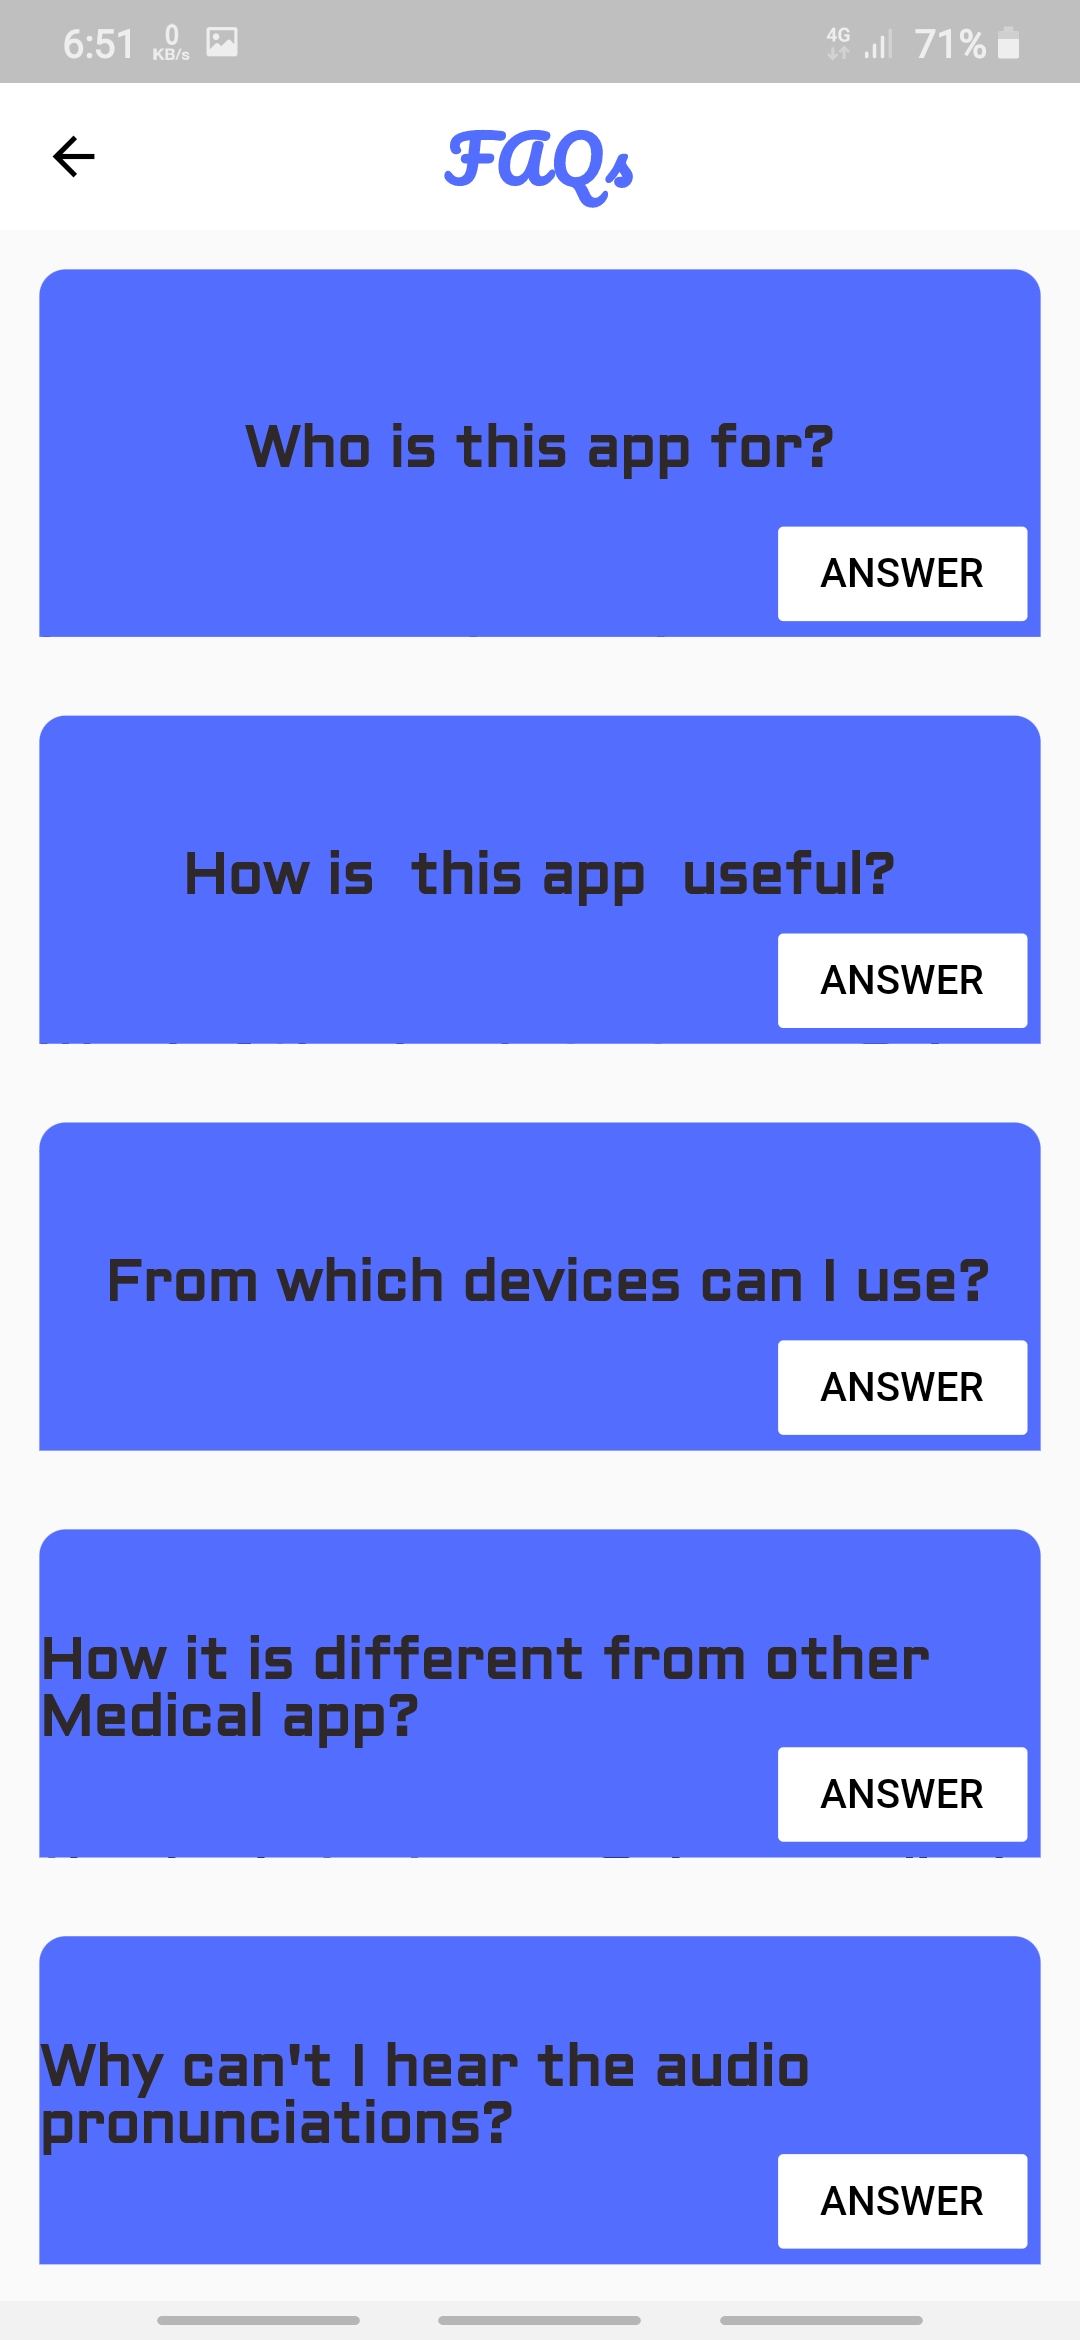 6:51 0 KB/s 4G 71%
FAQs
Who is this app for?
ANSWER
How is  this app  useful?
ANSWER
From which devices can I use?
ANSWER
How it is different from other
Medical app?
ANSWER
Why can't I hear the audio
pronunciations?
ANSWER